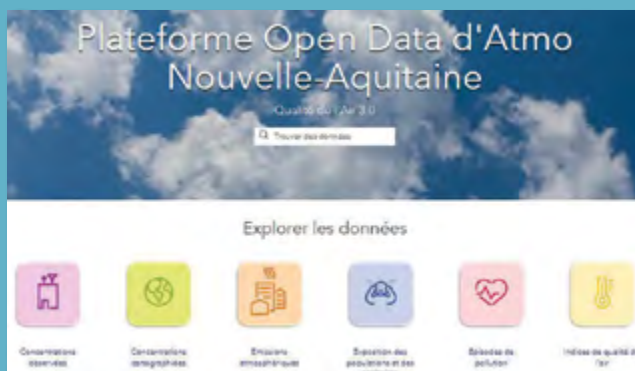 Plateforme Open Data d'Atmo
Nouvelle-Aquitaine
Qualité de l'Air 3.0
Trouver des données
Explorer les données
Concentrations
observées
Concentrations
cartographiées
Emissions
atmosphériques
Exposition des
populations et des
Episodes de
pollution
Indices de qualité de
l'air